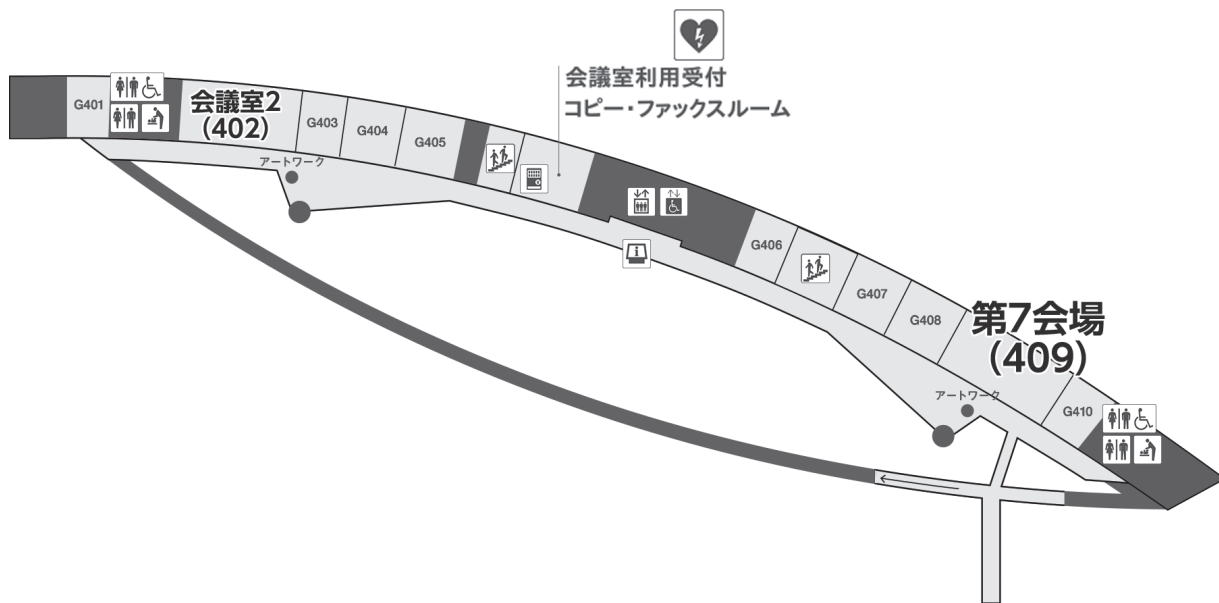 会議室利用受付
コピー・ファックスルーム
G401
会議室2
(402)
G403
G404
G405
アートワーク
G406
G407
G408
第7会場
(409)
アートワーク
G410